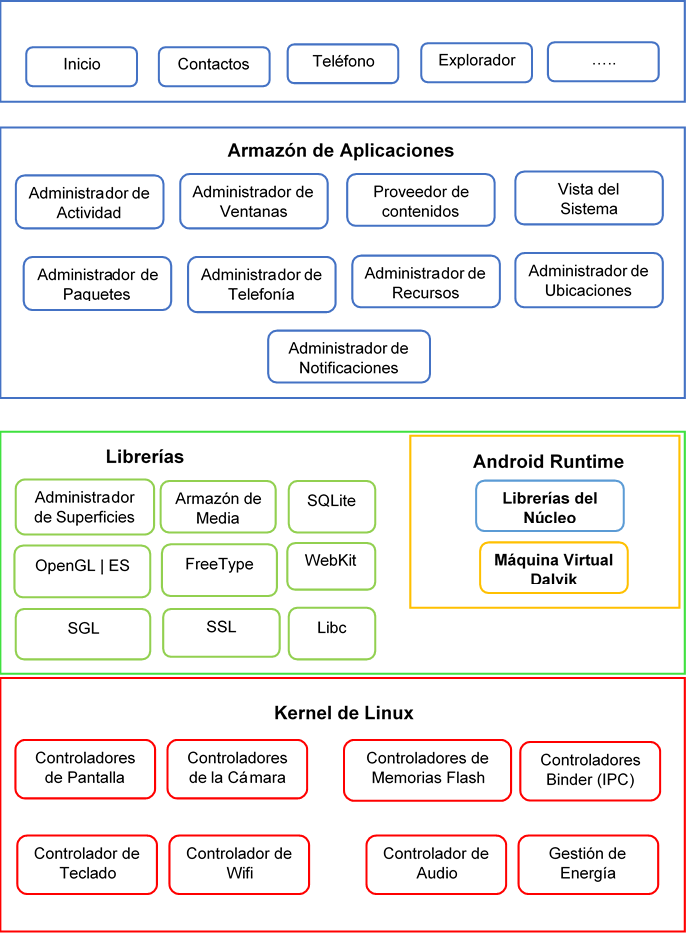 Inicio
Contactos
Teléfono
Explorador
…..
Armazón de Aplicaciones
Administrador de
Actividad
Administrador de
Ventanas
Proveedor de
contenidos
Vista del
Sistema
Administrador de
Paquetes
Administrador de
Telefonía
Administrador de
Recursos
Administrador de
Ubicaciones
Administrador de
Notificaciones
Librerías
Administrador
de Superficies
Armazón de
Media
SQLite
OpenGL | ES
FreeType
WebKit
SGL
SSL
Libc
Android Runtime
Librerías del
Núcleo
Máquina Virtual
Dalvik
Kernel de Linux
Controladores
de Pantalla
Controladores
de la Cámara
Controladores de
Memorias Flash
Controladores
Binder (IPC)
Controlador de
Teclado
Controlador de
Wifi
Controlador de
Audio
Gestión de
Energía